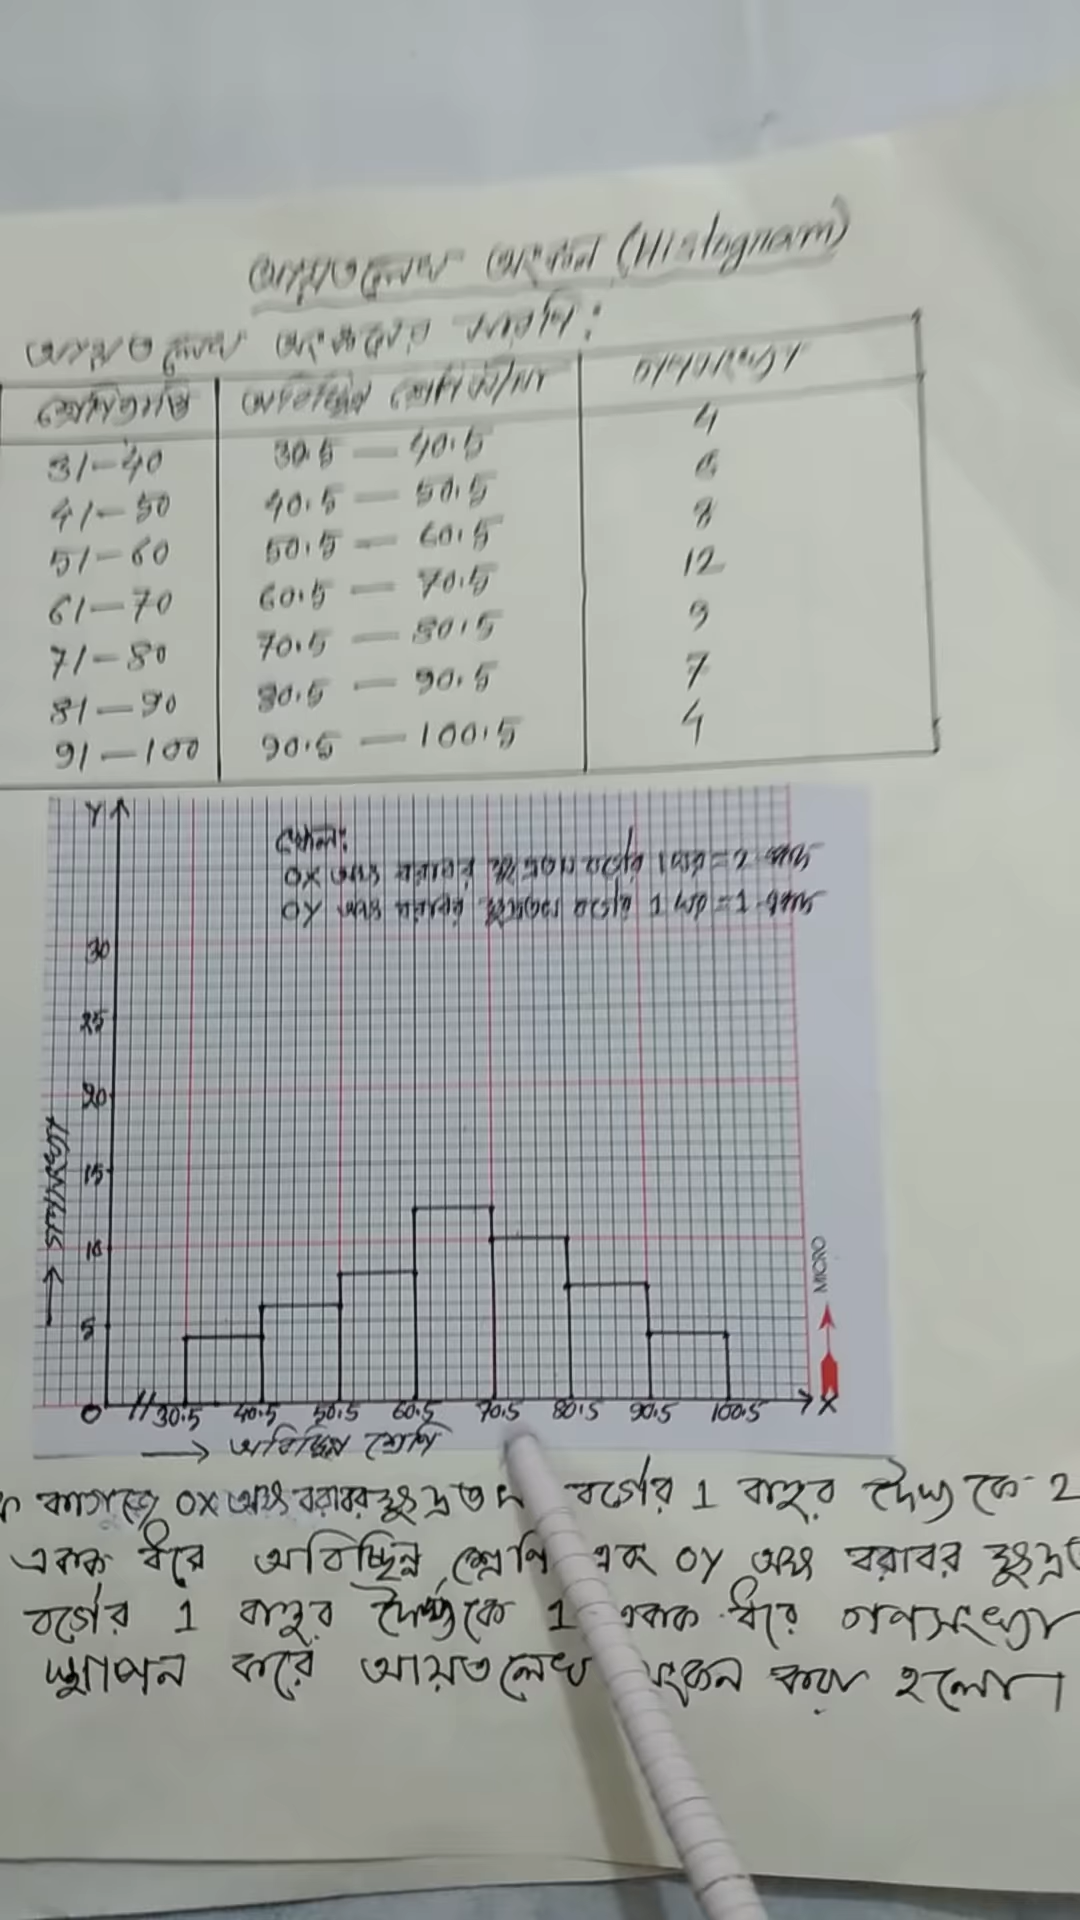 আয়তলেখ অংকন (Histogram)
আয়তলেখ অংকনের সারণি:
শ্রেণিব্যাপ্তি অবিচ্ছিন্ন শ্রেণিসীমা গণসংখ্যা
31—40 30.5 — 40.5 4
41—50 40.5 — 50.5 6
51—60 50.5 — 60.5 8
61—70 60.5 — 70.5 12
71—80 70.5 — 80.5 9
81—90 80.5 — 90.5 7
91—100 90.5 — 100.5 4
Y
স্কেল:
OX অক্ষ বরাবর
OY অক্ষ বরাবর
30
25
20
15
10
5
গণসংখ্যা
MICRO
0 30.5 40.5 50.5 60.5 70.5 80.5 90.5 100.5 X
অবিচ্ছিন্ন শ্রেণি
OX অক্ষ বরাবর বর্গের 1 বাহুর দৈর্ঘ্যকে 2
একক ধরে অবিচ্ছিন্ন শ্রেণি এবং OY অক্ষ বরাবর
বর্গের 1 বাহুর দৈর্ঘ্যকে 1 একক ধরে গণসংখ্যা
স্থাপন করে আয়তলেখ করা হলো।